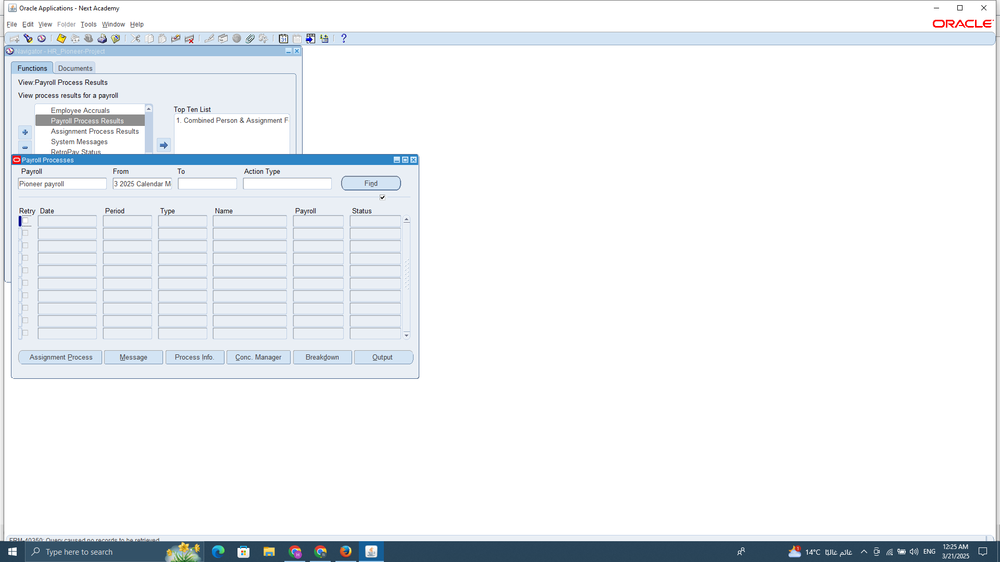 Oracle Applications - Next Academy
File Edit View Folder Tools Window Help
ORACLE
31
?
Navigator - HR_Pioneer-Project
Functions Documents
View:Payroll Process Results
View process results for a payroll
Employee Accruals
Payroll Process Results
Assignment Process Results
System Messages
RetroPay Status
Top Ten List
1. Combined Person & Assignment F
Payroll Processes
Payroll From To Action Type
Pioneer payroll 3 2025 Calendar M Find
Retry Date Period Type Name Payroll Status
Assignment Process Message Process Info. Conc. Manager Breakdown Output
FRM-40350: Query caused no records to be retrieved.
Type here to search
H
TI
1
14°C غائم غالبًا
ENG
12:25 AM
3/21/2025